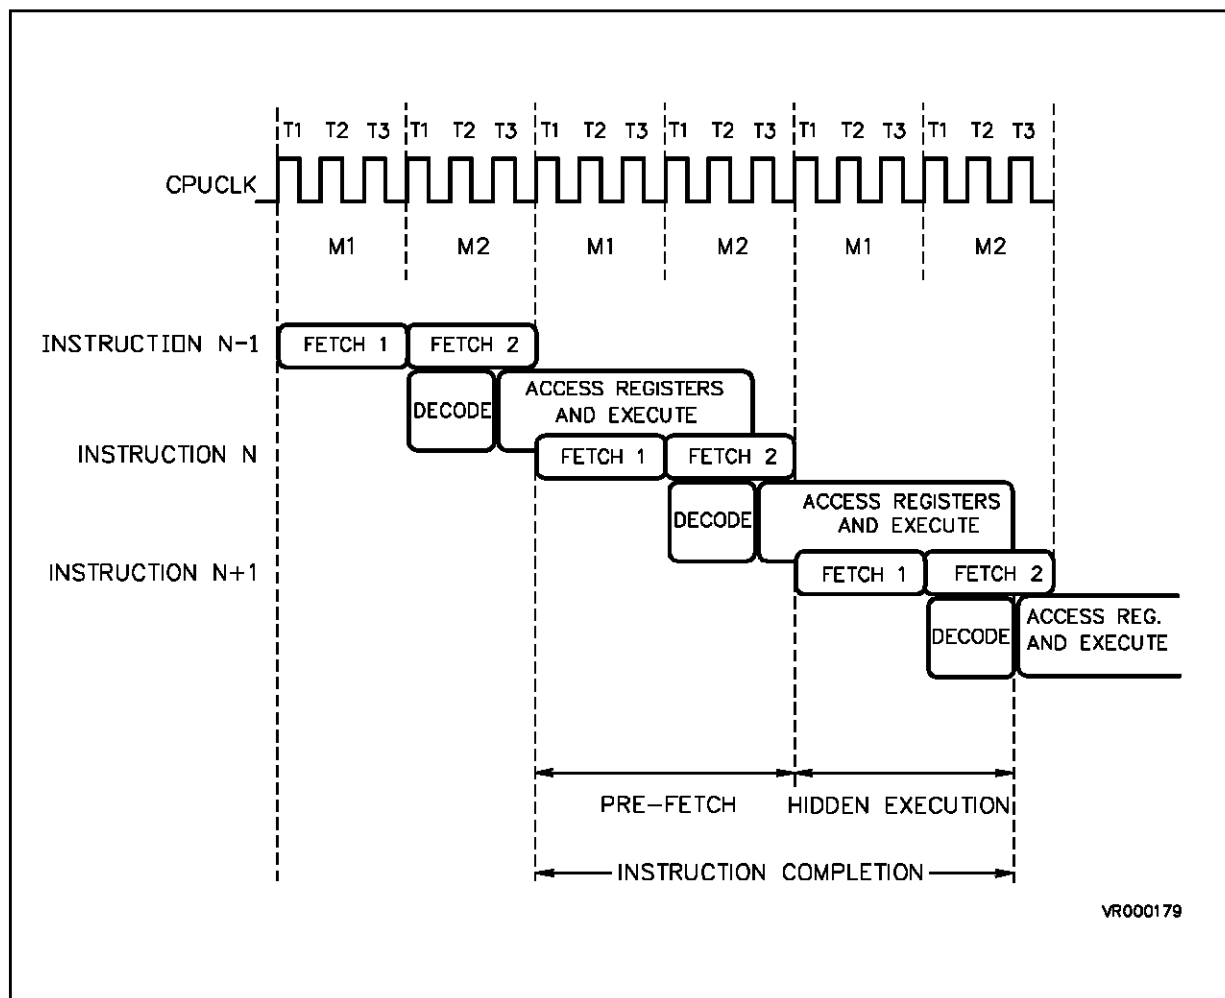 T1 T2 T3 T1 T2 T3 T1 T2 T3 T1 T2 T3 T1 T2 T3 T1 T2 T3
CPUCLK
M1 M2 M1 M2 M1 M2
INSTRUCTION N-1 FETCH 1 FETCH 2
DECODE
ACCESS REGISTERS
AND EXECUTE
INSTRUCTION N FETCH 1 FETCH 2
DECODE
ACCESS REGISTERS
AND EXECUTE
INSTRUCTION N+1 FETCH 1 FETCH 2
DECODE
ACCESS REG.
AND EXECUTE
PRE-FETCH HIDDEN EXECUTION
INSTRUCTION COMPLETION
VR000179